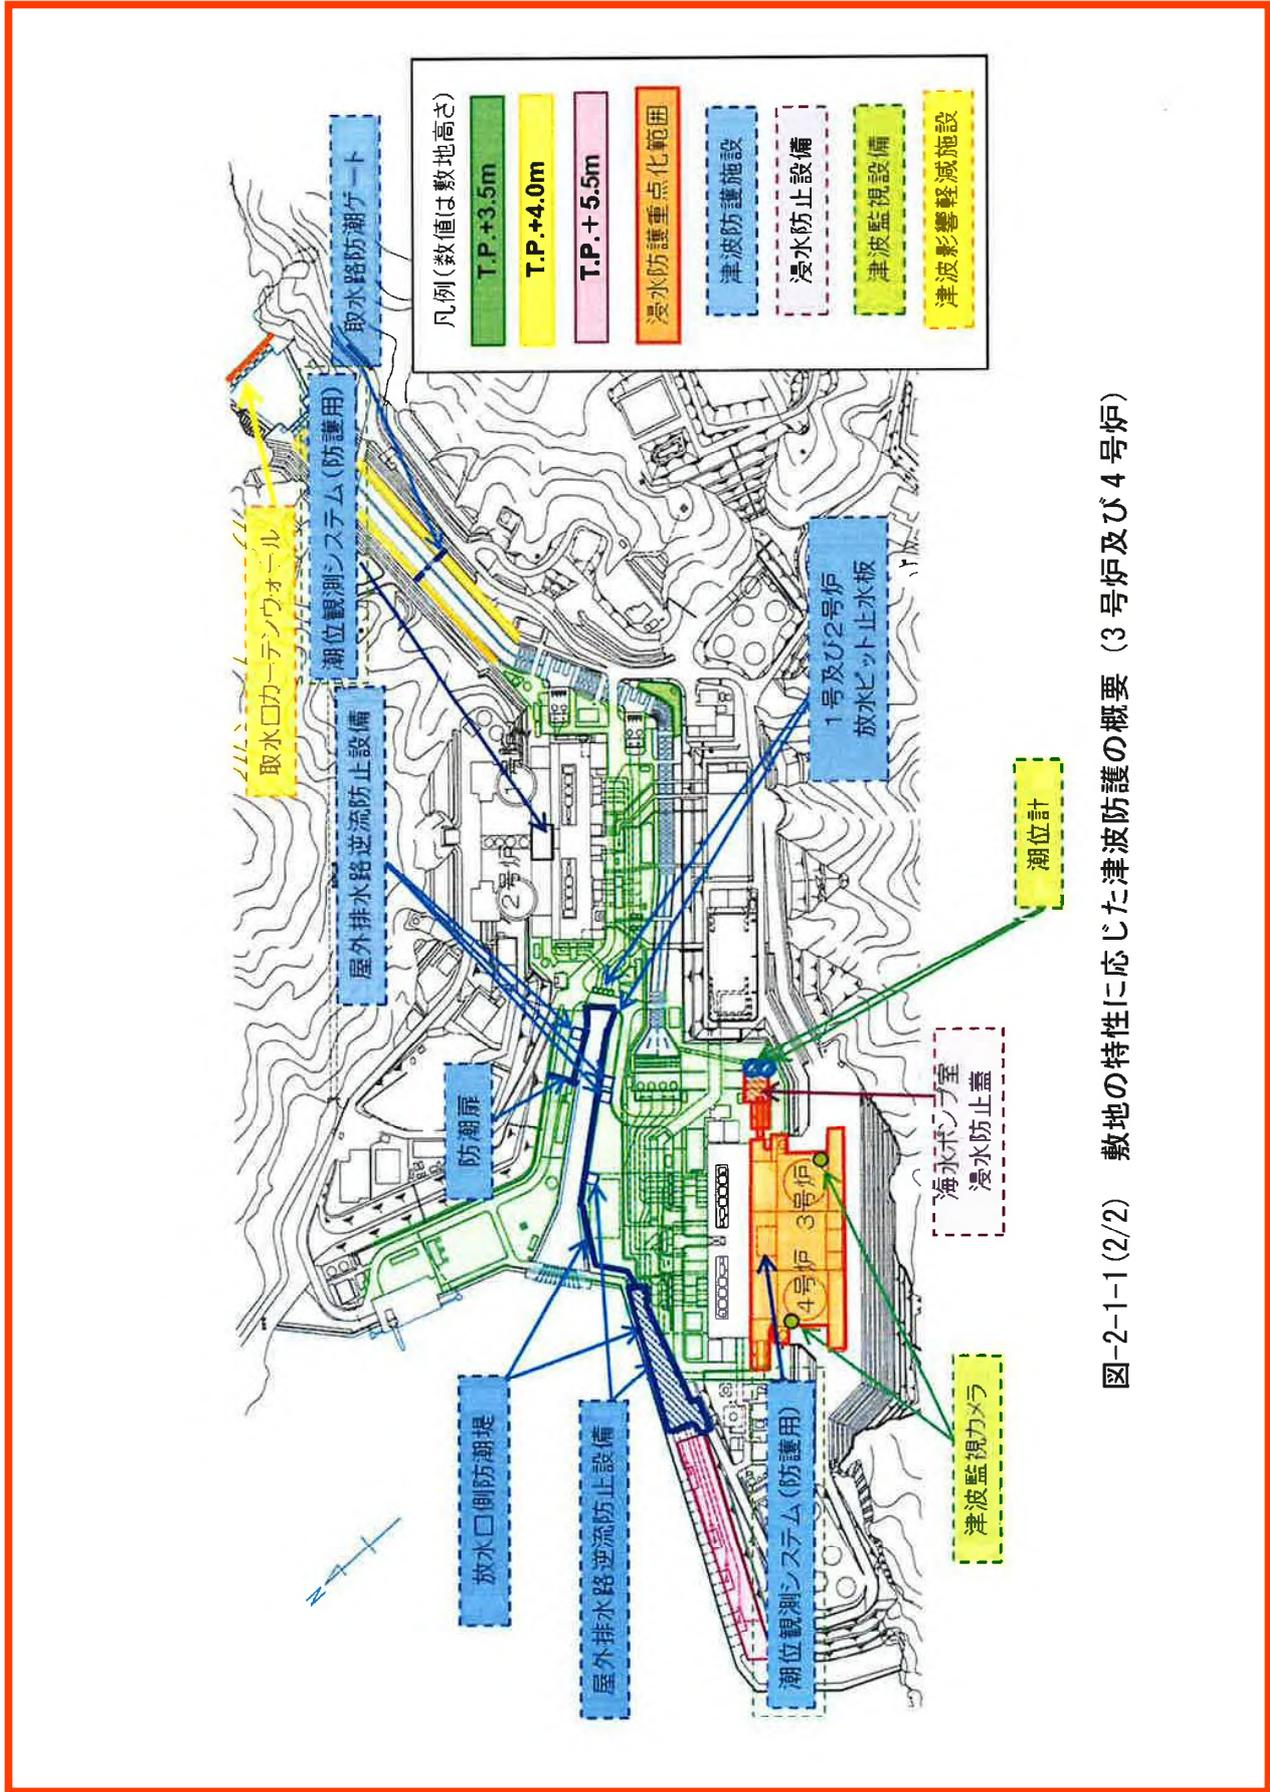 取水口カーテンウォール
潮位観測システム(防護用)
取水路防潮ゲート
屋外排水路逆流防止設備
防潮扉
放水口側防潮堤
屋外排水路逆流防止設備
1号炉
2号炉
3号炉
4号炉
N
凡例(数値は敷地高さ)
T.P.+3.5m
T.P.+4.0m
T.P.+5.5m
浸水防護重点化範囲
津波防護施設
浸水防止設備
津波監視設備
津波影響軽減施設
1号及び2号炉
放水ピット止水板
潮位計
海水ポンプ室
浸水防止蓋
潮位観測システム(防護用)
津波監視カメラ
図-2-1-1(2/2) 敷地の特性に応じた津波防護の概要(3号炉及び4号炉)